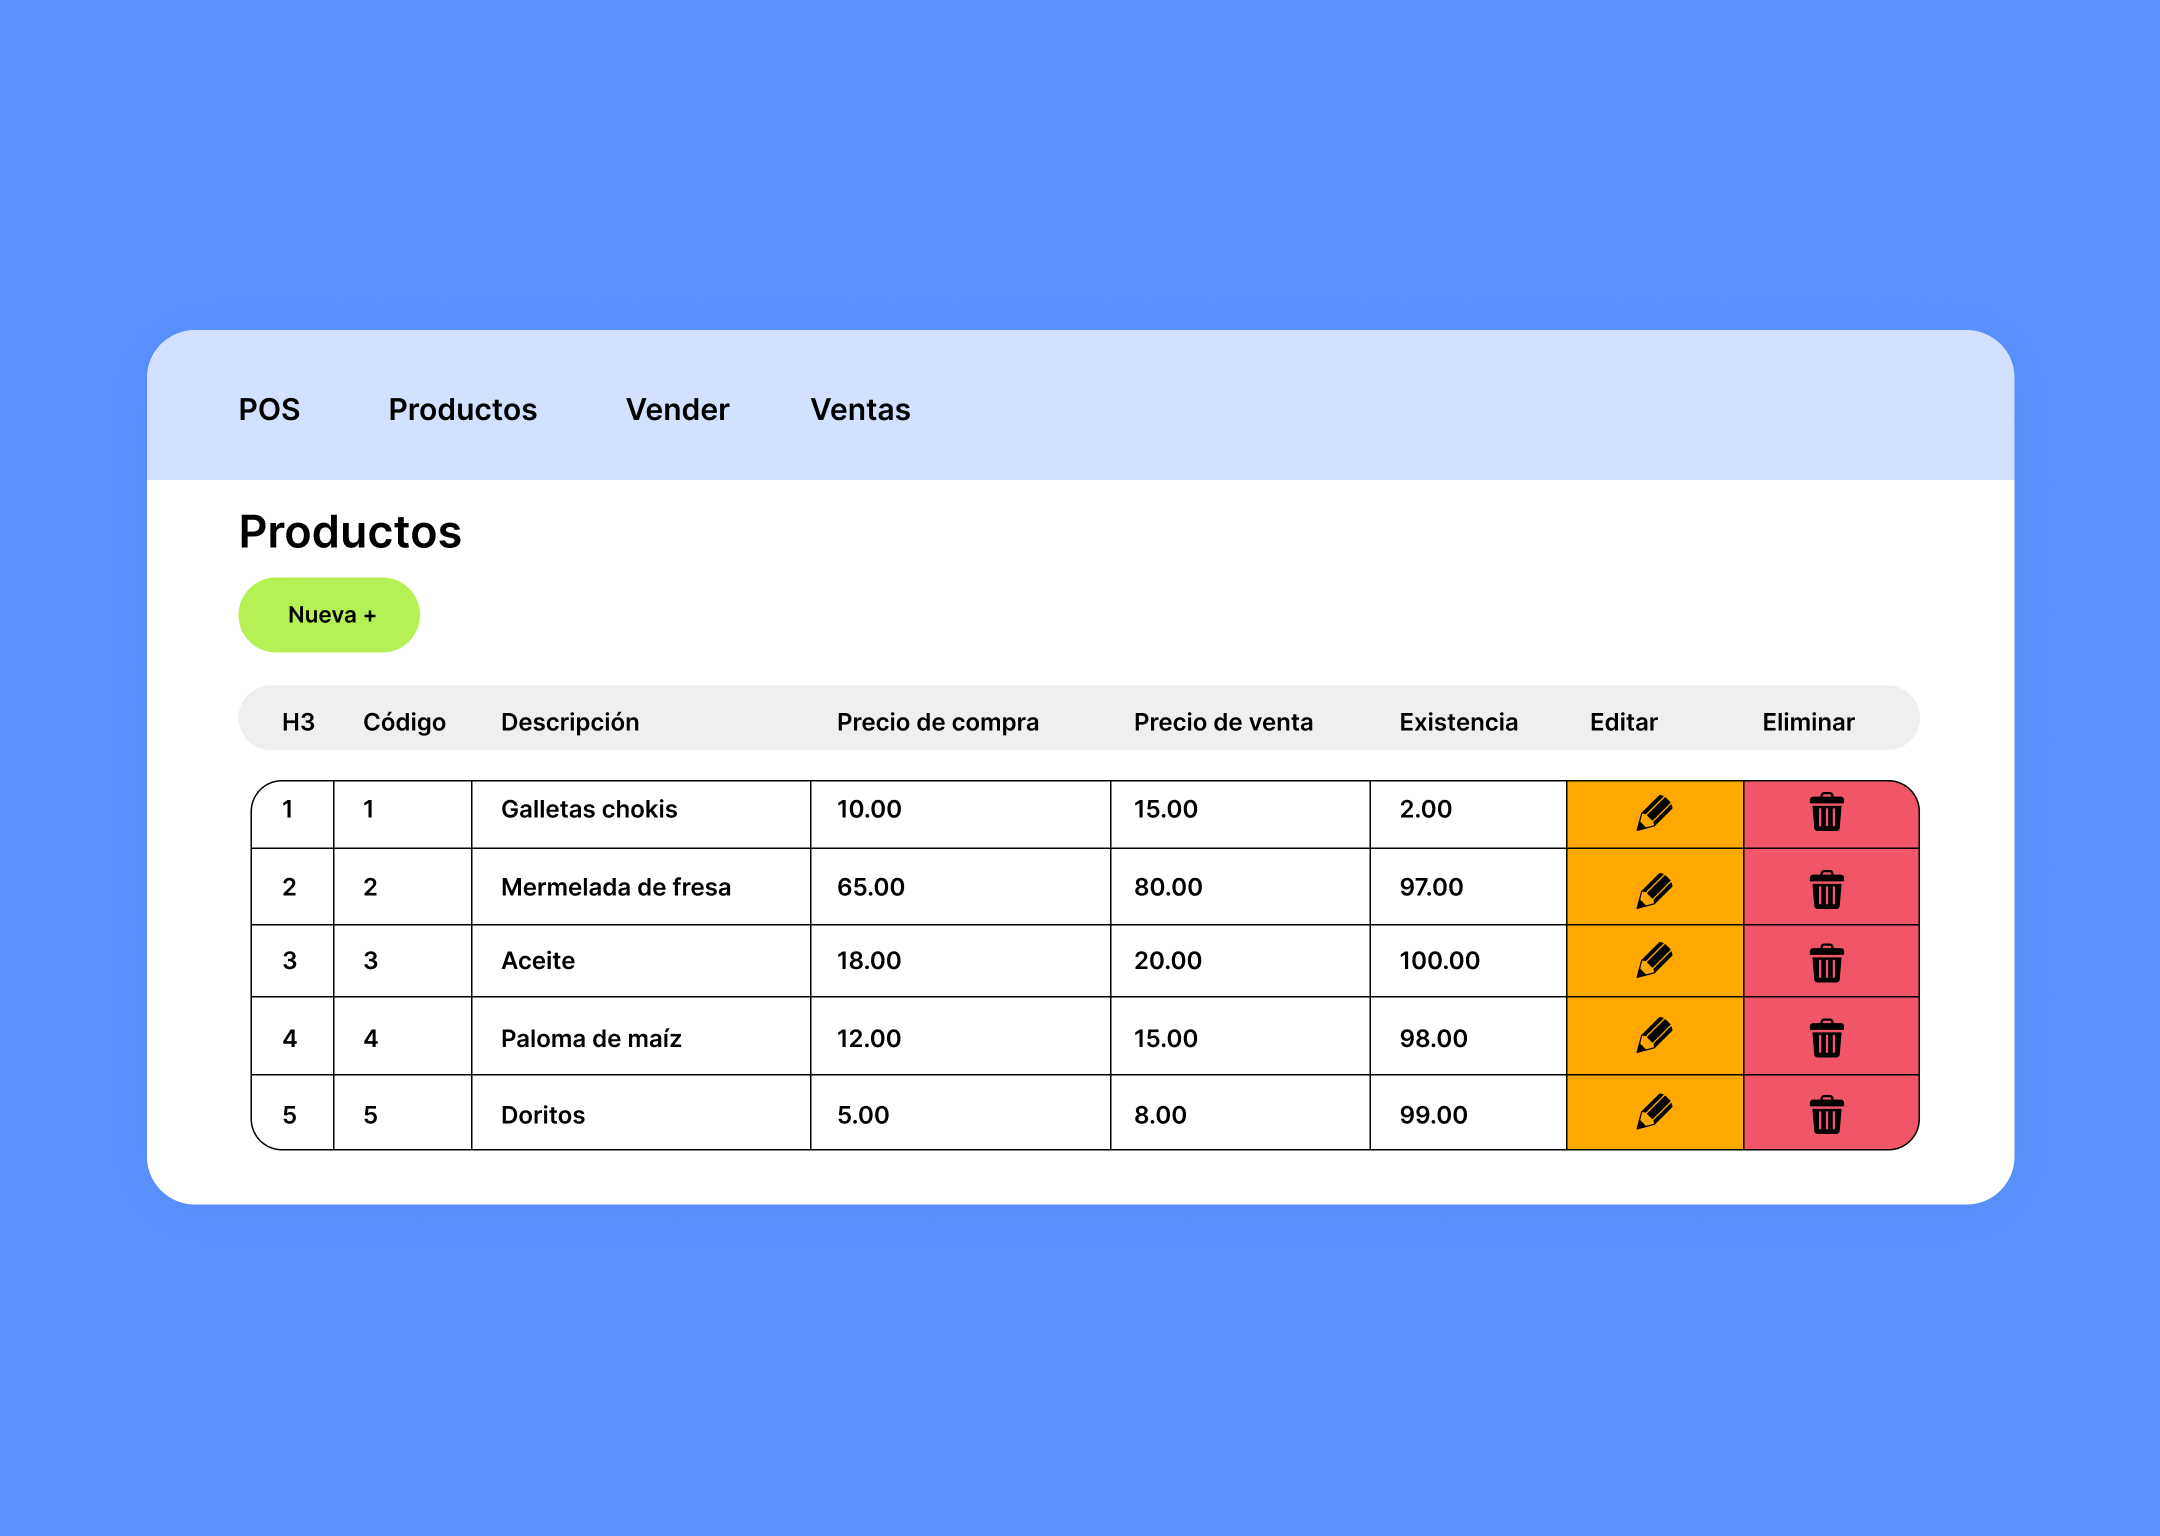 POS Productos Vender Ventas
Productos
Nueva +
H3 Código Descripción Precio de compra Precio de venta Existencia Editar Eliminar
1 1 Galletas chokis 10.00 15.00 2.00
2 2 Mermelada de fresa 65.00 80.00 97.00
3 3 Aceite 18.00 20.00 100.00
4 4 Paloma de maíz 12.00 15.00 98.00
5 5 Doritos 5.00 8.00 99.00